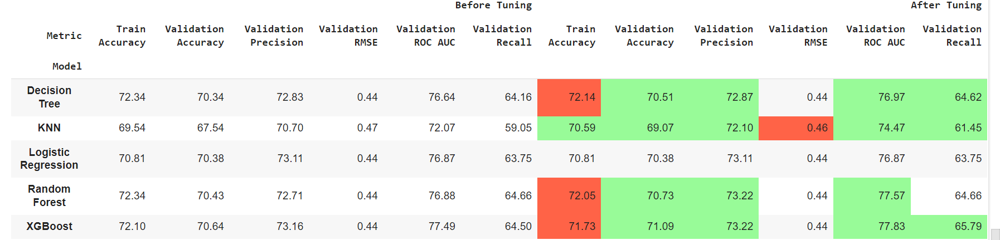 Before Tuning After Tuning
Metric Train Accuracy Validation Accuracy Validation Precision Validation RMSE Validation ROC AUC Validation Recall Train Accuracy Validation Accuracy Validation Precision Validation RMSE Validation ROC AUC Validation Recall
Model
Decision Tree 72.34 70.34 72.83 0.44 76.64 64.16 72.14 70.51 72.87 0.44 76.97 64.62
KNN 69.54 67.54 70.70 0.47 72.07 59.05 70.59 69.07 72.10 0.46 74.47 61.45
Logistic Regression 70.81 70.38 73.11 0.44 76.87 63.75 70.81 70.38 73.11 0.44 76.87 63.75
Random Forest 72.34 70.43 72.71 0.44 76.88 64.66 72.05 70.73 73.22 0.44 77.57 64.66
XGBoost 72.10 70.64 73.16 0.44 77.49 64.50 71.73 71.09 73.22 0.44 77.83 65.79